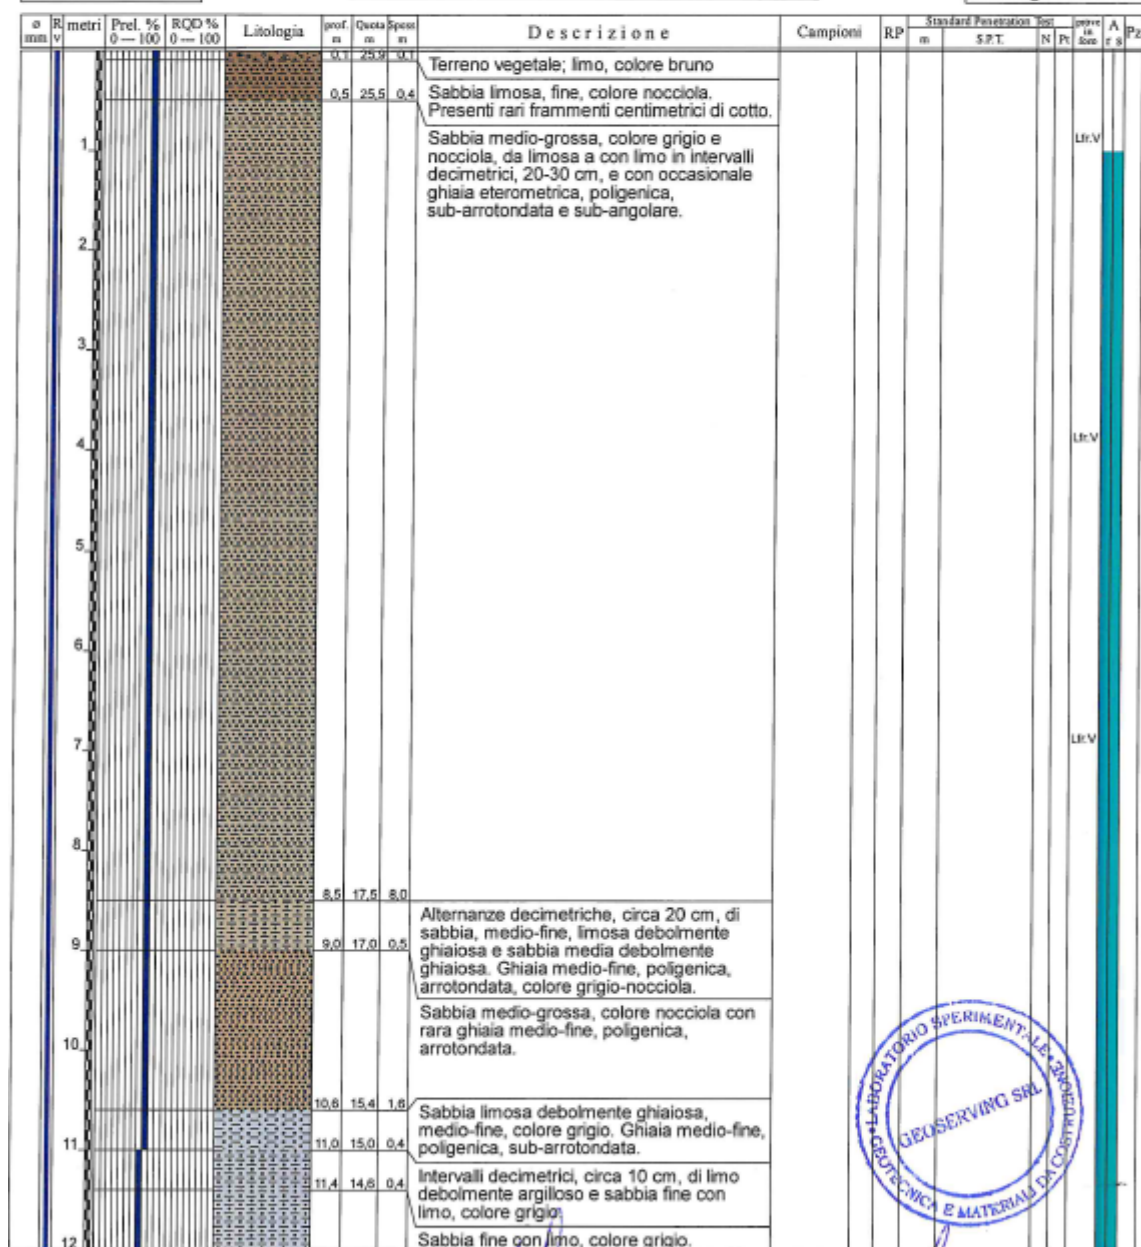 ø mm
R v
metri
Prel. %
0 --- 100
RQD %
0 --- 100
Litologia
prof. m
Quota m
Spess m
Descrizione
Campioni
RP
Standard Penetration Test
m
S.P.T.
N
Pt
prove in foro
A r s
Pz
0,1 25,9 0,1
Terreno vegetale; limo, colore bruno
0,5 25,5 0,4
Sabbia limosa, fine, colore nocciola.
Presenti rari frammenti centimetrici di cotto.
Sabbia medio-grossa, colore grigio e
nocciola, da limosa a con limo in intervalli
decimetrici, 20-30 cm, e con occasionale
ghiaia eterometrica, poligenica,
sub-arrotondata e sub-angolare.
1
Lfr.V
2
3
4
Lfr.V
5
6
7
Lfr.V
8
8,5 17,5 8,0
Alternanze decimetriche, circa 20 cm, di
sabbia, medio-fine, limosa debolmente
ghiaiosa e sabbia media debolmente
ghiaiosa. Ghiaia medio-fine, poligenica,
arrotondata, colore grigio-nocciola.
9
9,0 17,0 0,5
Sabbia medio-grossa, colore nocciola con
rara ghiaia medio-fine, poligenica,
arrotondata.
10
10,6 15,4 1,6
Sabbia limosa debolmente ghiaiosa,
medio-fine, colore grigio. Ghiaia medio-fine,
poligenica, sub-arrotondata.
11
11,0 15,0 0,4
Intervalli decimetrici, circa 10 cm, di limo
debolmente argilloso e sabbia fine con
limo, colore grigio.
11,4 14,6 0,4
Sabbia fine con limo, colore grigio.
12
LABORATORIO SPERIMENTALE
GEOSERVING SRL
GEOTECNICA E MATERIALI DA COSTRUZIONE